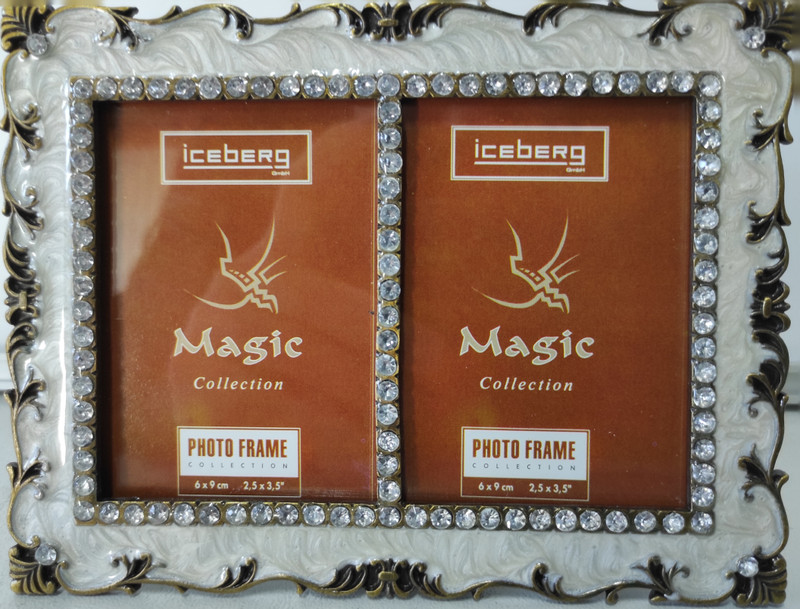 iceberg
GmbH
Magic
Collection
PHOTO FRAME
COLLECTION
6 x 9 cm 2,5 x 3,5"
iceberg
GmbH
Magic
Collection
PHOTO FRAME
COLLECTION
6 x 9 cm 2,5 x 3,5"